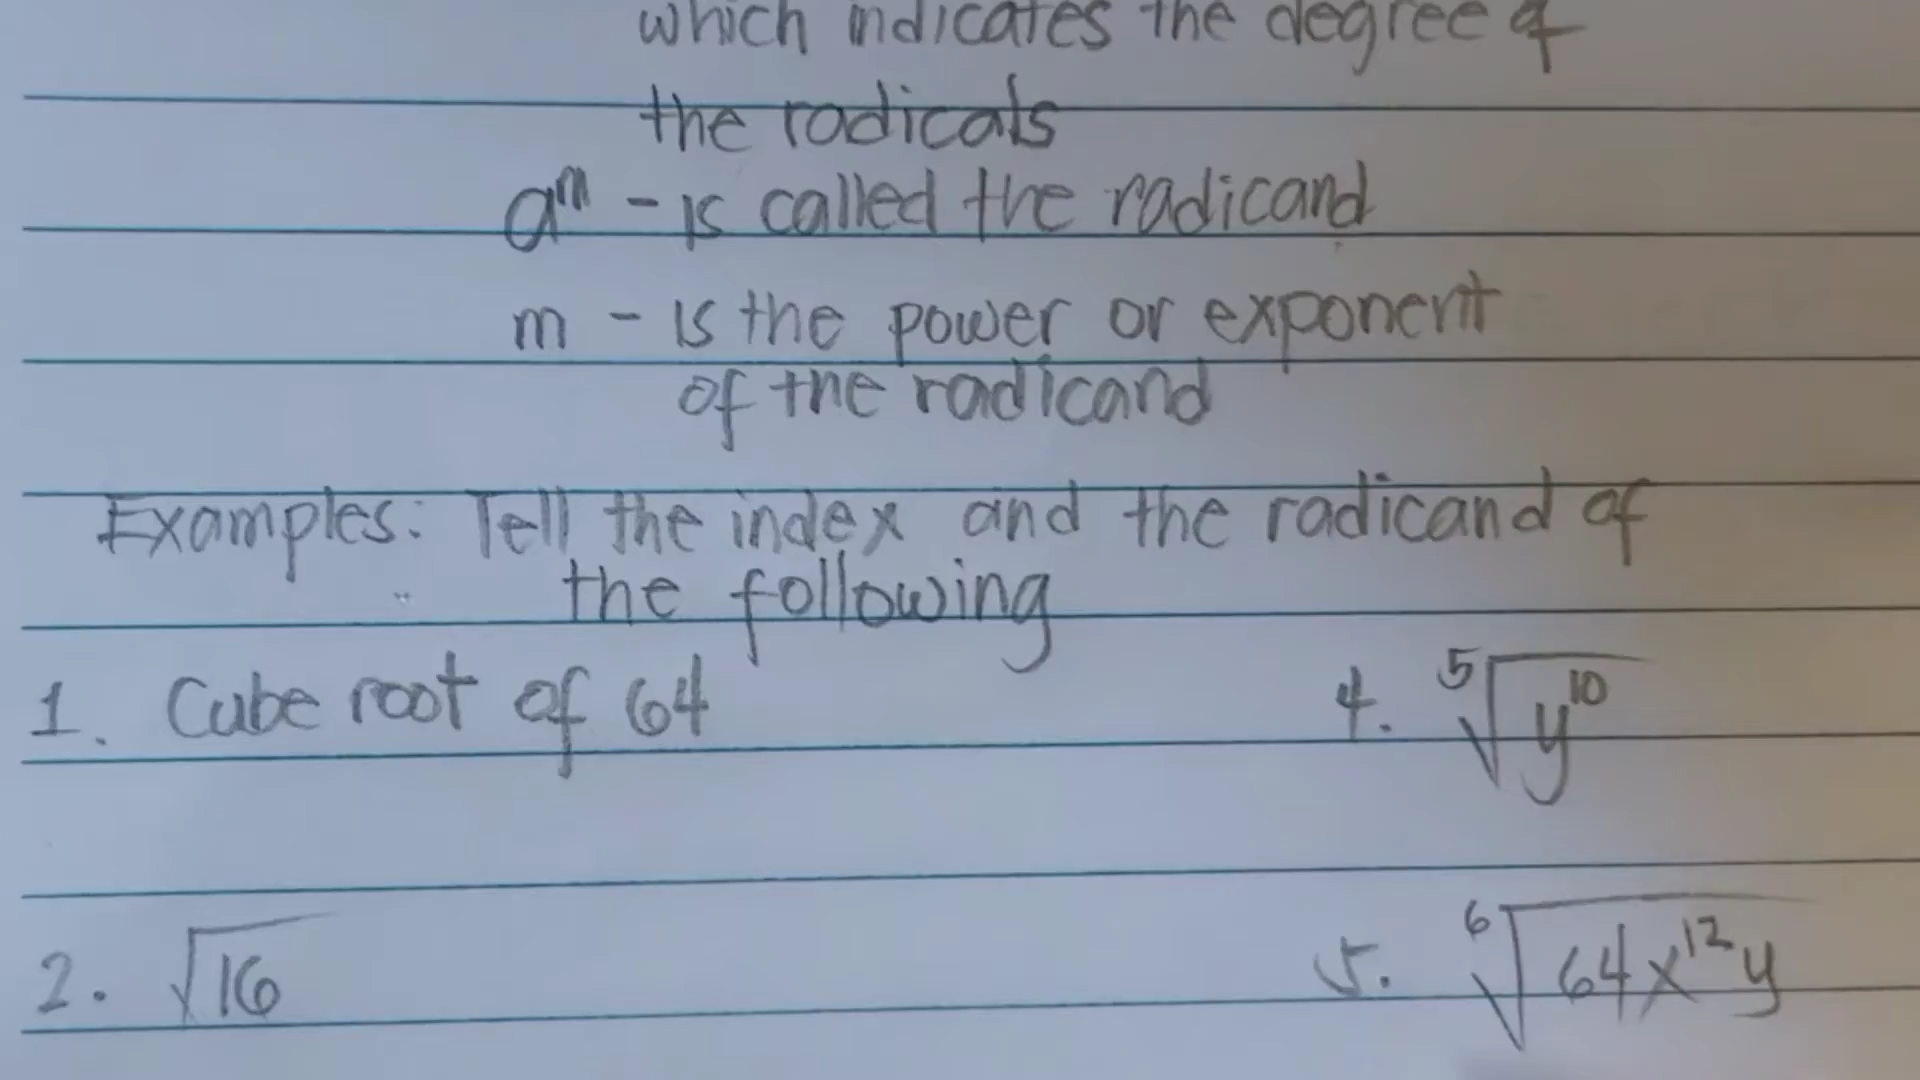 which indicates the degree of
the radicals
aᵐ - is called the radicand
m - is the power or exponent
of the radicand
Examples: Tell the index and the radicand of
the following
1. Cube root of 64
4. ⁵√y¹⁰
2. √16
5. ⁶√64x¹²y